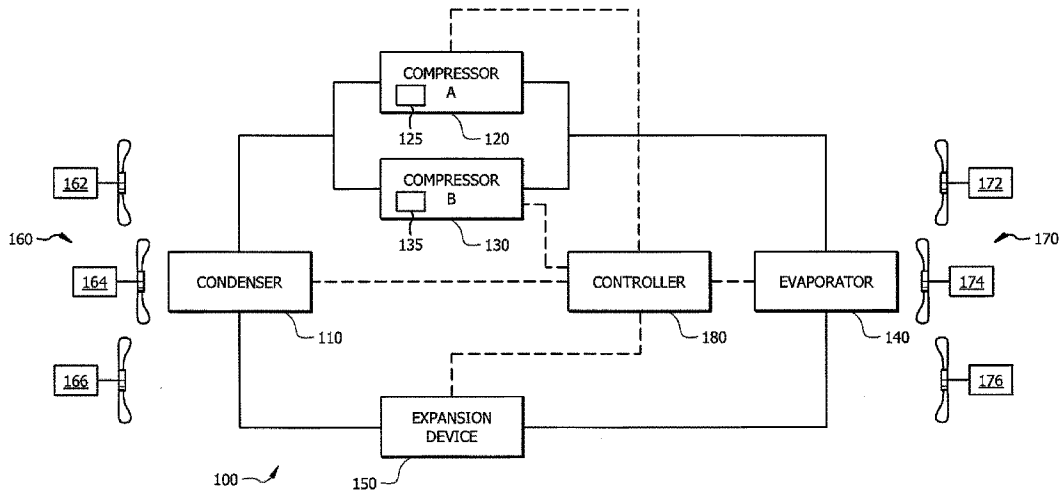 COMPRESSOR
A
125
120
COMPRESSOR
B
135
130
162
172
160
170
164
CONDENSER
CONTROLLER
EVAPORATOR
174
110
180
140
166
176
EXPANSION
DEVICE
100
150